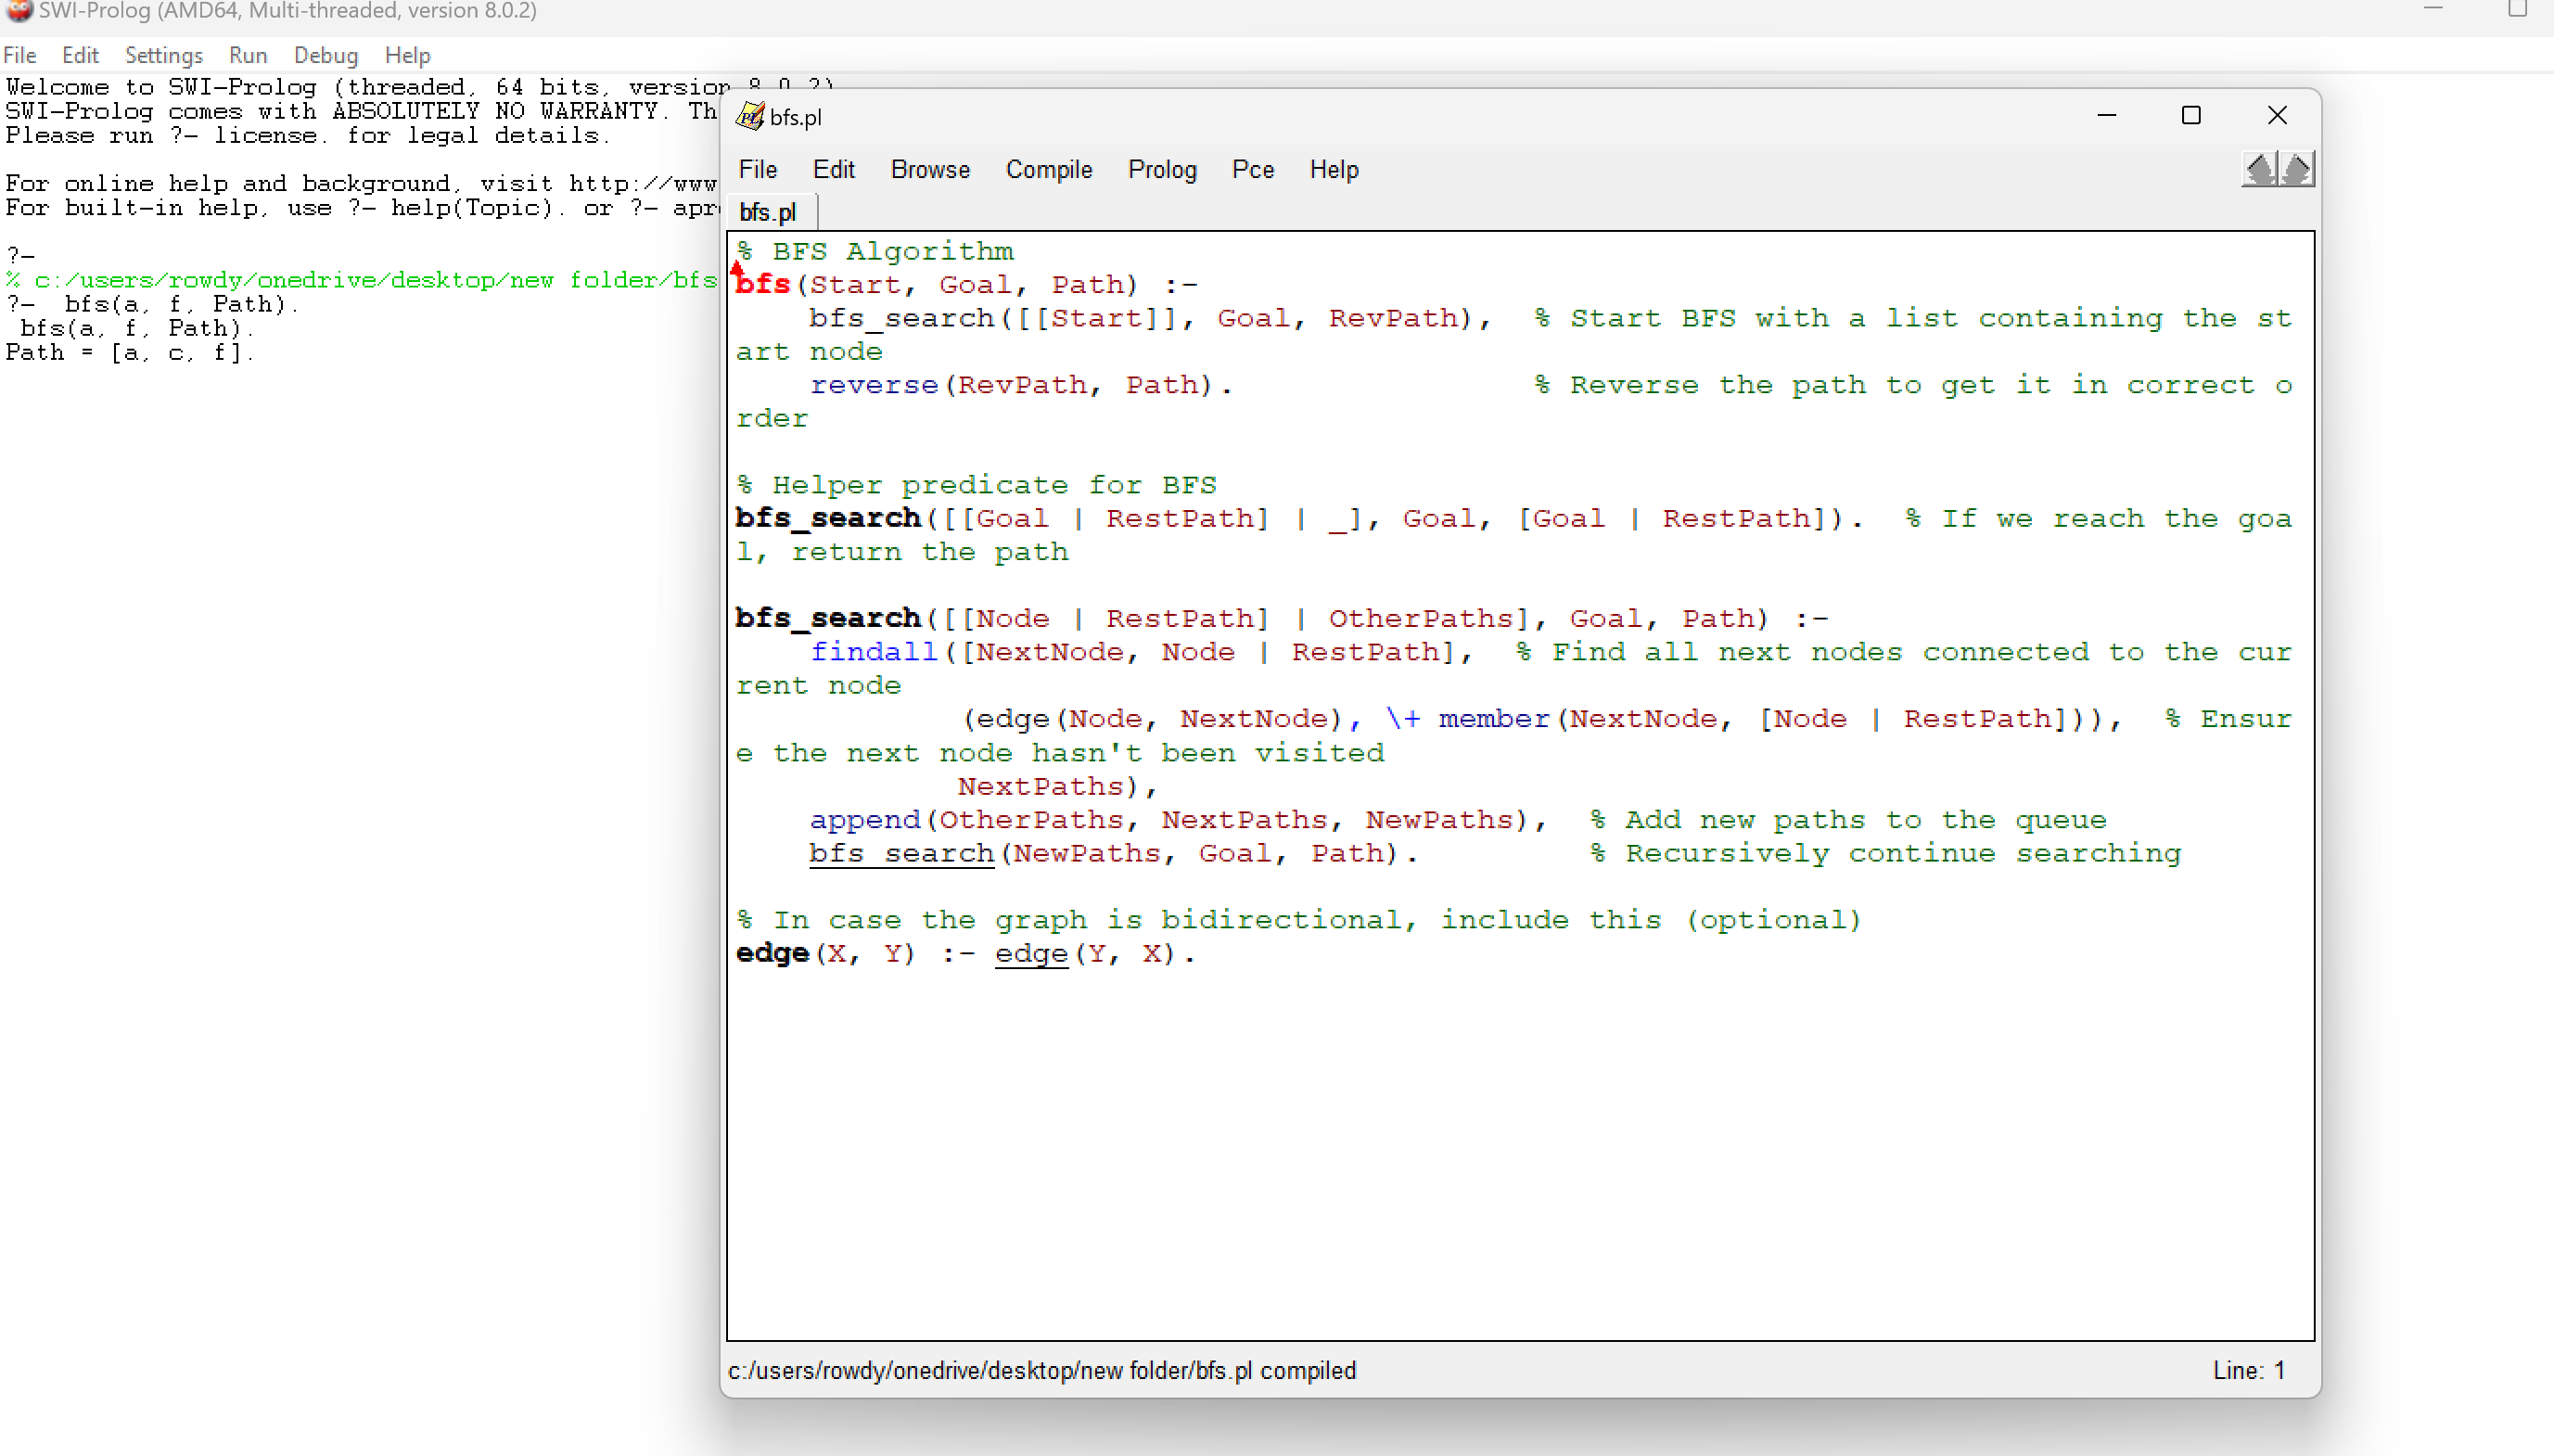 SWI-Prolog (AMD64, Multi-threaded, version 8.0.2)
File Edit Settings Run Debug Help
Welcome to SWI-Prolog (threaded, 64 bits, version 8.0.2)
SWI-Prolog comes with ABSOLUTELY NO WARRANTY. Th
Please run ?- license. for legal details.
For online help and background, visit http://www
For built-in help, use ?- help(Topic). or ?- apr
?-
% c:/users/rowdy/onedrive/desktop/new folder/bfs
?-  bfs(a, f, Path).
 bfs(a, f, Path).
Path = [a, c, f].
bfs.pl
File Edit Browse Compile Prolog Pce Help
bfs.pl
% BFS Algorithm
bfs(Start, Goal, Path) :-
    bfs_search([[Start]], Goal, RevPath),  % Start BFS with a list containing the st
art node
    reverse(RevPath, Path).                % Reverse the path to get it in correct o
rder
% Helper predicate for BFS
bfs_search([[Goal | RestPath] | _], Goal, [Goal | RestPath]).  % If we reach the goa
l, return the path
bfs_search([[Node | RestPath] | OtherPaths], Goal, Path) :-
    findall([NextNode, Node | RestPath],  % Find all next nodes connected to the cur
rent node
            (edge(Node, NextNode), \+ member(NextNode, [Node | RestPath])),  % Ensur
e the next node hasn't been visited
            NextPaths),
    append(OtherPaths, NextPaths, NewPaths),  % Add new paths to the queue
    bfs_search(NewPaths, Goal, Path).         % Recursively continue searching
% In case the graph is bidirectional, include this (optional)
edge(X, Y) :- edge(Y, X).
c:/users/rowdy/onedrive/desktop/new folder/bfs.pl compiled
Line: 1